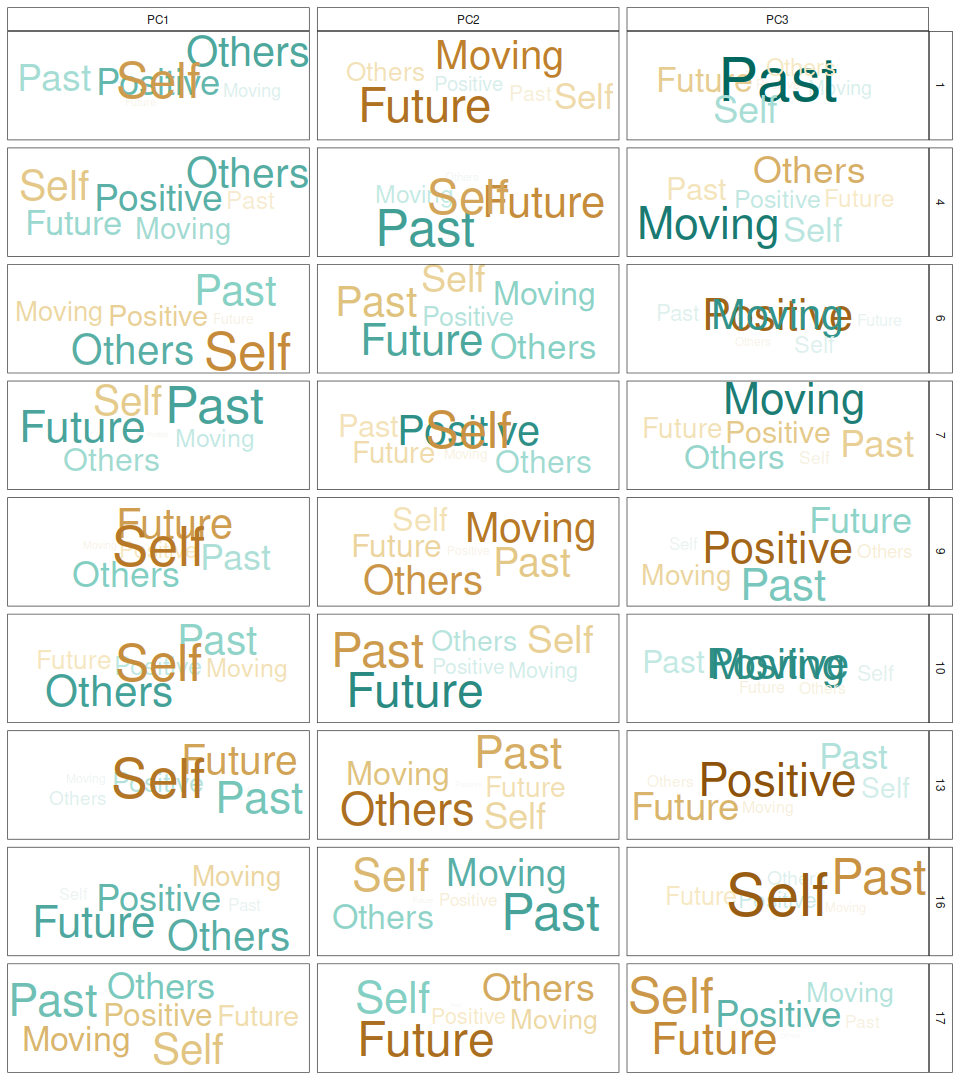 PC1 PC2 PC3
Others
Past Positive Self Moving
Moving
Others Positive
Future Past Self
Others
Future Past Moving
Self
1
Others
Self Positive Past
Future Moving
Others
Moving Self Future
Past
Others
Past Positive Future
Moving Self
4
Past
Moving Positive Future
Others Self
Self
Past Positive Moving
Future Others
Past Positive Moving Future
Others Self
6
Self Past
Future Moving
Others
Past Positive Self
Future Moving Others
Moving
Future Positive Past
Others Self
7
Future
Moving Self Positive Past
Others
Self Moving
Future Positive Past
Others
Future
Self Positive Others
Moving Past
9
Past
Future Positive Self Moving
Others
Past Others Self
Positive Moving
Future
Past Positive Moving Self
Future Others
10
Future
Moving Self Positive
Others Past
Past
Moving Future
Others Self
Past
Others Positive Self
Future Moving
13
Moving
Self Positive Past
Future Others
Self Moving
Positive
Others Past
Others Past
Future Positive Self
Moving
16
Others
Past Positive Future
Moving Self
Self Others
Positive Moving
Future
Self Moving
Positive Past
Future
17